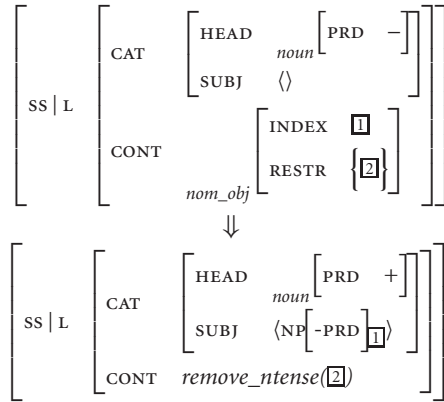 HEAD noun[PRD −]
CAT
SUBJ ⟨⟩
SS | L
INDEX 1
CONT
RESTR {2}
nom_obj
⇓
HEAD noun[PRD +]
CAT
SS | L
SUBJ ⟨NP[-PRD]1⟩
CONT remove_ntense(2)